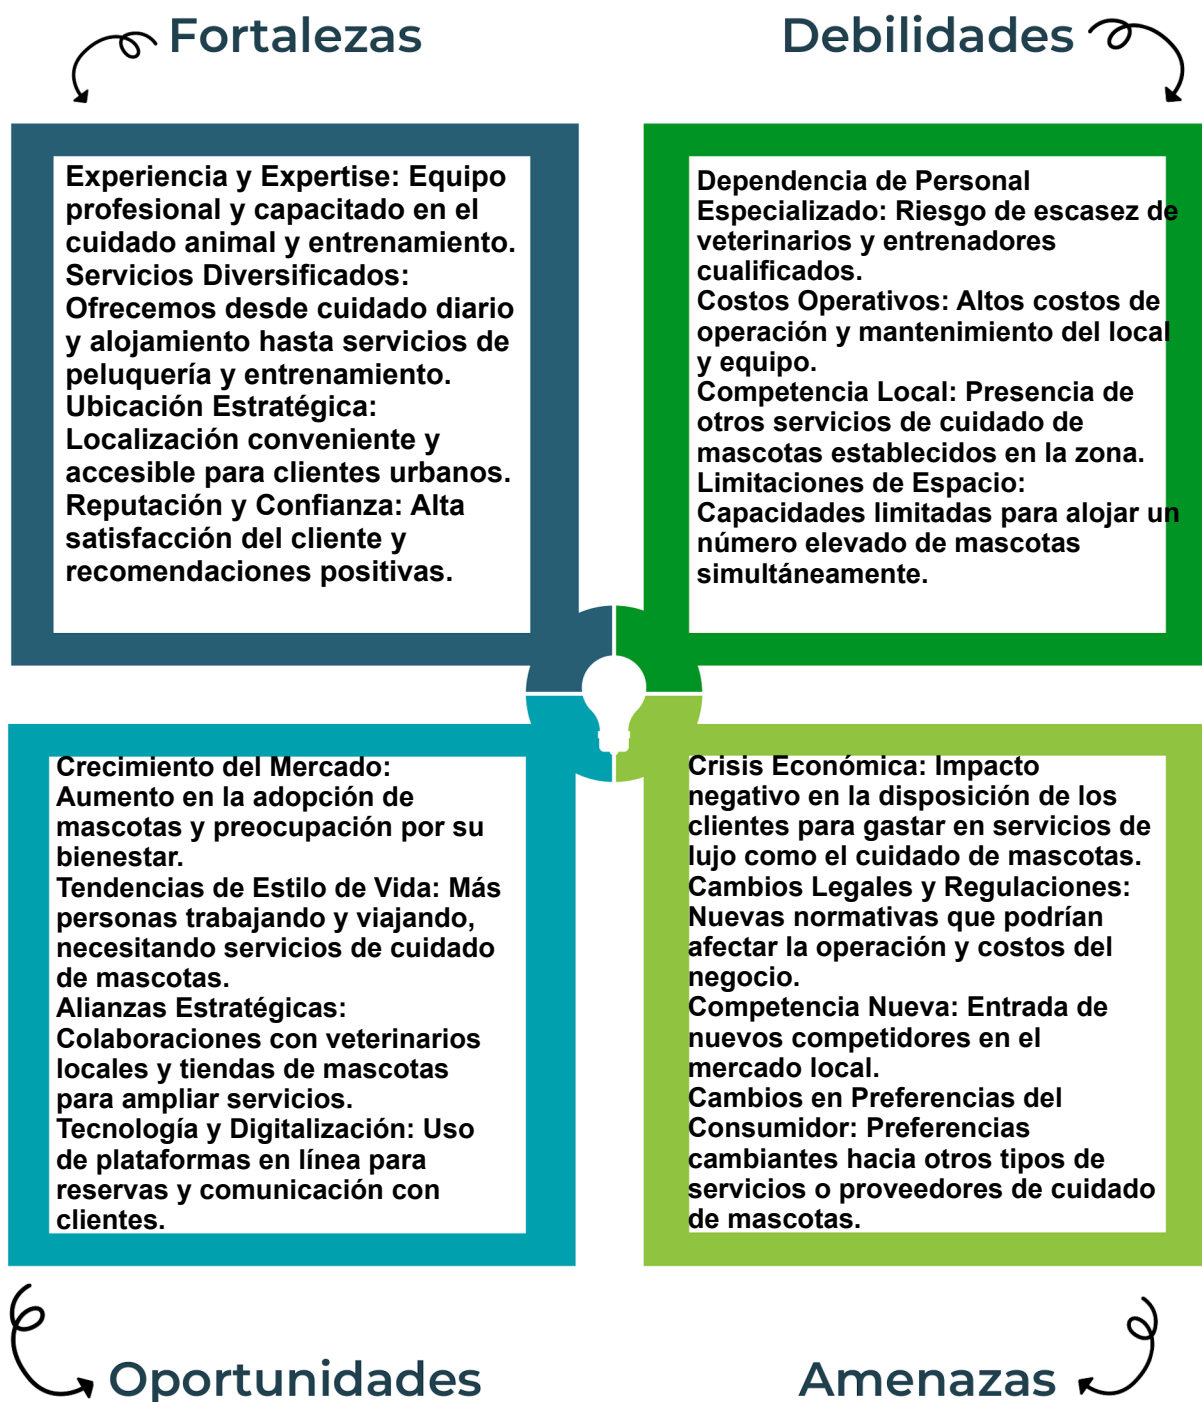 Fortalezas
Experiencia y Expertise: Equipo
profesional y capacitado en el
cuidado animal y entrenamiento.
Servicios Diversificados:
Ofrecemos desde cuidado diario
y alojamiento hasta servicios de
peluquería y entrenamiento.
Ubicación Estratégica:
Localización conveniente y
accesible para clientes urbanos.
Reputación y Confianza: Alta
satisfacción del cliente y
recomendaciones positivas.
Debilidades
Dependencia de Personal
Especializado: Riesgo de escasez de
veterinarios y entrenadores
cualificados.
Costos Operativos: Altos costos de
operación y mantenimiento del local
y equipo.
Competencia Local: Presencia de
otros servicios de cuidado de
mascotas establecidos en la zona.
Limitaciones de Espacio:
Capacidades limitadas para alojar un
número elevado de mascotas
simultáneamente.
Crecimiento del Mercado:
Aumento en la adopción de
mascotas y preocupación por su
bienestar.
Tendencias de Estilo de Vida: Más
personas trabajando y viajando,
necesitando servicios de cuidado
de mascotas.
Alianzas Estratégicas:
Colaboraciones con veterinarios
locales y tiendas de mascotas
para ampliar servicios.
Tecnología y Digitalización: Uso
de plataformas en línea para
reservas y comunicación con
clientes.
Oportunidades
Crisis Económica: Impacto
negativo en la disposición de los
clientes para gastar en servicios de
lujo como el cuidado de mascotas.
Cambios Legales y Regulaciones:
Nuevas normativas que podrían
afectar la operación y costos del
negocio.
Competencia Nueva: Entrada de
nuevos competidores en el
mercado local.
Cambios en Preferencias del
Consumidor: Preferencias
cambiantes hacia otros tipos de
servicios o proveedores de cuidado
de mascotas.
Amenazas